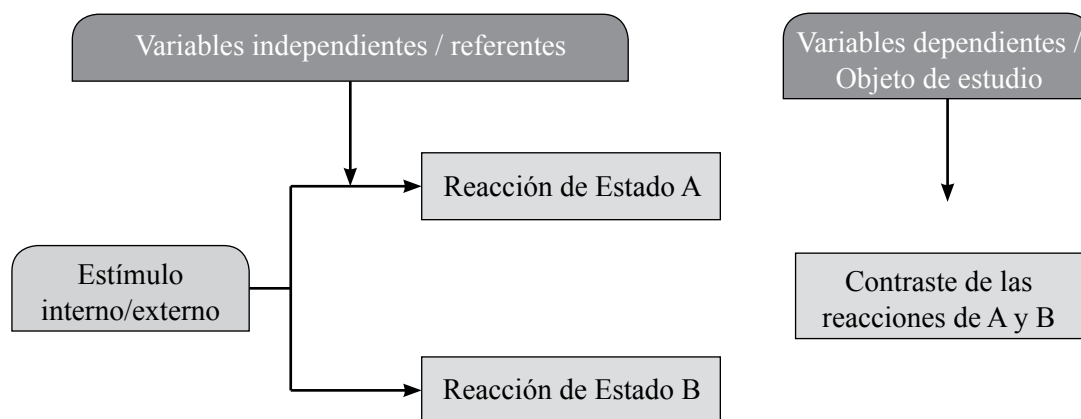 Variables independientes / referentes
Variables dependientes /
Objeto de estudio
Reacción de Estado A
Estímulo
interno/externo
Contraste de las
reacciones de A y B
Reacción de Estado B